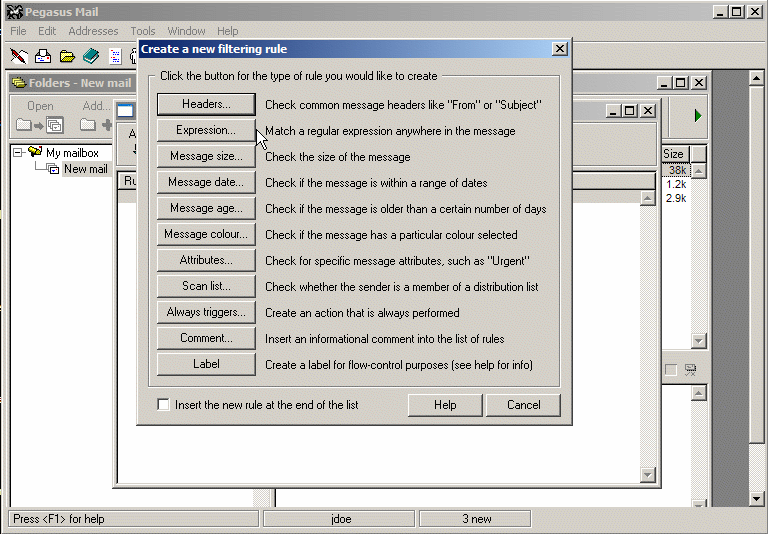 Pegasus Mail
File Edit Addresses Tools Window Help
Create a new filtering rule
Folders - New mail
Click the button for the type of rule you would like to create
Open Add...
Headers... Check common message headers like "From" or "Subject"
Expression... Match a regular expression anywhere in the message
My mailbox
Message size... Check the size of the message
Size
New mail
38k
Message date... Check if the message is within a range of dates
1.2k
2.9k
Message age... Check if the message is older than a certain number of days
Message colour... Check if the message has a particular colour selected
Attributes... Check for specific message attributes, such as "Urgent"
Scan list... Check whether the sender is a member of a distribution list
Always triggers... Create an action that is always performed
Comment... Insert an informational comment into the list of rules
Label Create a label for flow-control purposes (see help for info)
Insert the new rule at the end of the list Help Cancel
Press <F1> for help jdoe 3 new